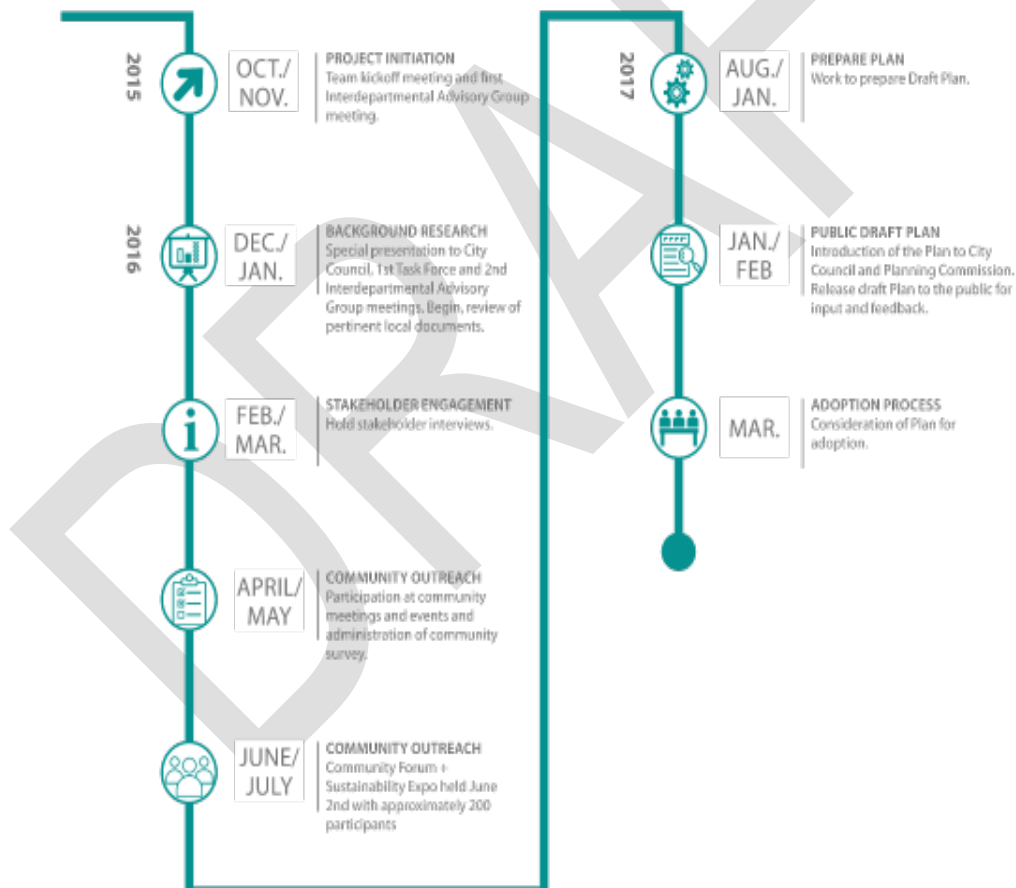 2015
OCT./
NOV.
PROJECT INITIATION
Team kickoff meeting and first
Interdepartmental Advisory Group
meeting.
2016
DEC./
JAN.
BACKGROUND RESEARCH
Special presentation to City
Council, 1st Task Force and 2nd
Interdepartmental Advisory
Group meetings. Begin, review of
pertinent local documents.
FEB./
MAR.
STAKEHOLDER ENGAGEMENT
Hold stakeholder interviews.
APRIL/
MAY
COMMUNITY OUTREACH
Participation at community
meetings and events and
administration of community
survey.
JUNE/
JULY
COMMUNITY OUTREACH
Community Forum +
Sustainability Expo held June
2nd with approximately 200
participants
2017
AUG./
JAN.
PREPARE PLAN
Work to prepare Draft Plan.
JAN./
FEB
PUBLIC DRAFT PLAN
Introduction of the Plan to City
Council and Planning Commission.
Release draft Plan to the public for
input and feedback.
MAR.
ADOPTION PROCESS
Consideration of Plan for
adoption.